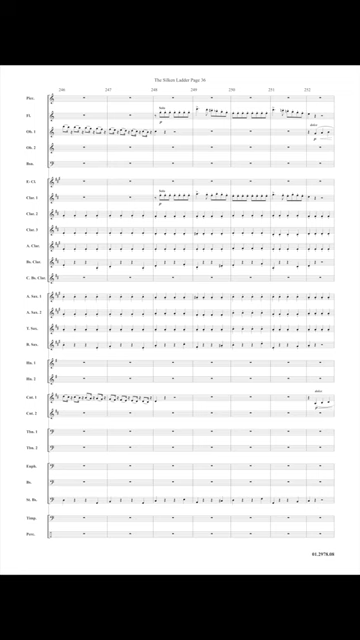 The Silken Ladder Page 36
246 247 248 249 250 251 252
Picc.
Fl.
Ob. 1
Ob. 2
Bsn.
E♭ Cl.
Clar. 1
Clar. 2
Clar. 3
A. Clar.
Bs. Clar.
C. Bs. Clar.
A. Sax. 1
A. Sax. 2
T. Sax.
B. Sax.
Hn. 1
Hn. 2
Cnt. 1
Cnt. 2
Tbn. 1
Tbn. 2
Euph.
Bs.
St. Bs.
Timp.
Perc.
01.2978.08